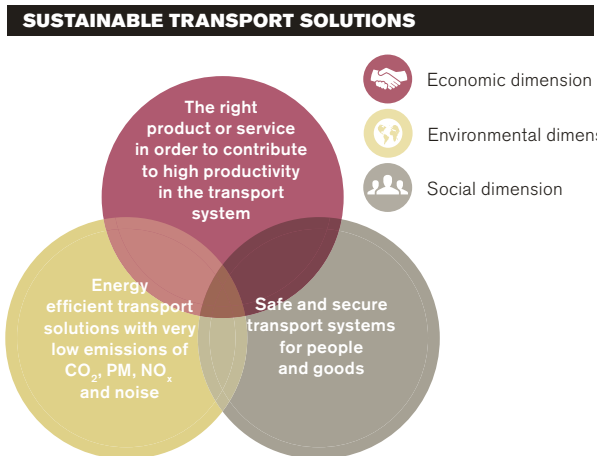 SUSTAINABLE TRANSPORT SOLUTIONS
The right
product or service
in order to contribute
to high productivity
in the transport
system
Economic dimension
Environmental dimens
Social dimension
Energy
efficient transport
solutions with very
low emissions of
CO₂, PM, NOₓ
and noise
Safe and secure
transport systems
for people
and goods